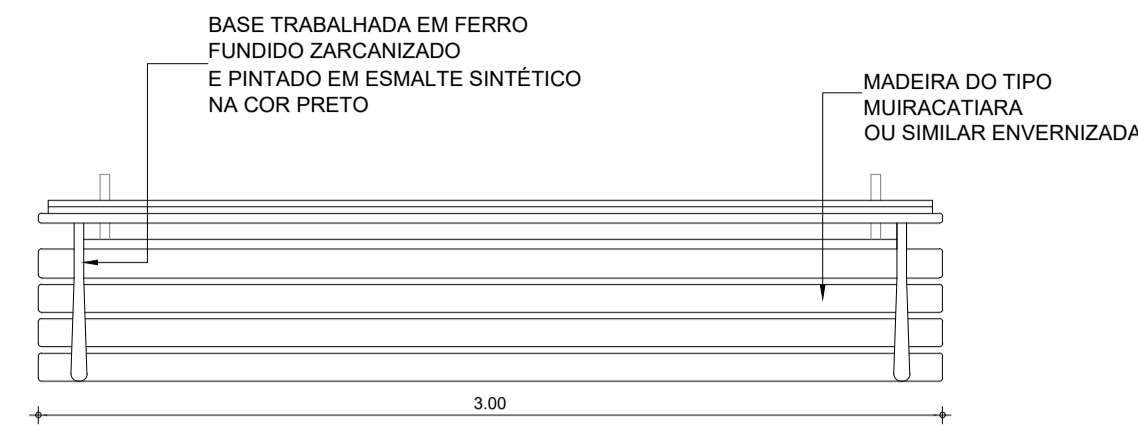 BASE TRABALHADA EM FERRO
FUNDIDO ZARCANIZADO
E PINTADO EM ESMALTE SINTÉTICO
NA COR PRETO
MADEIRA DO TIPO
MUIRACATIARA
OU SIMILAR ENVERNIZADA
3.00